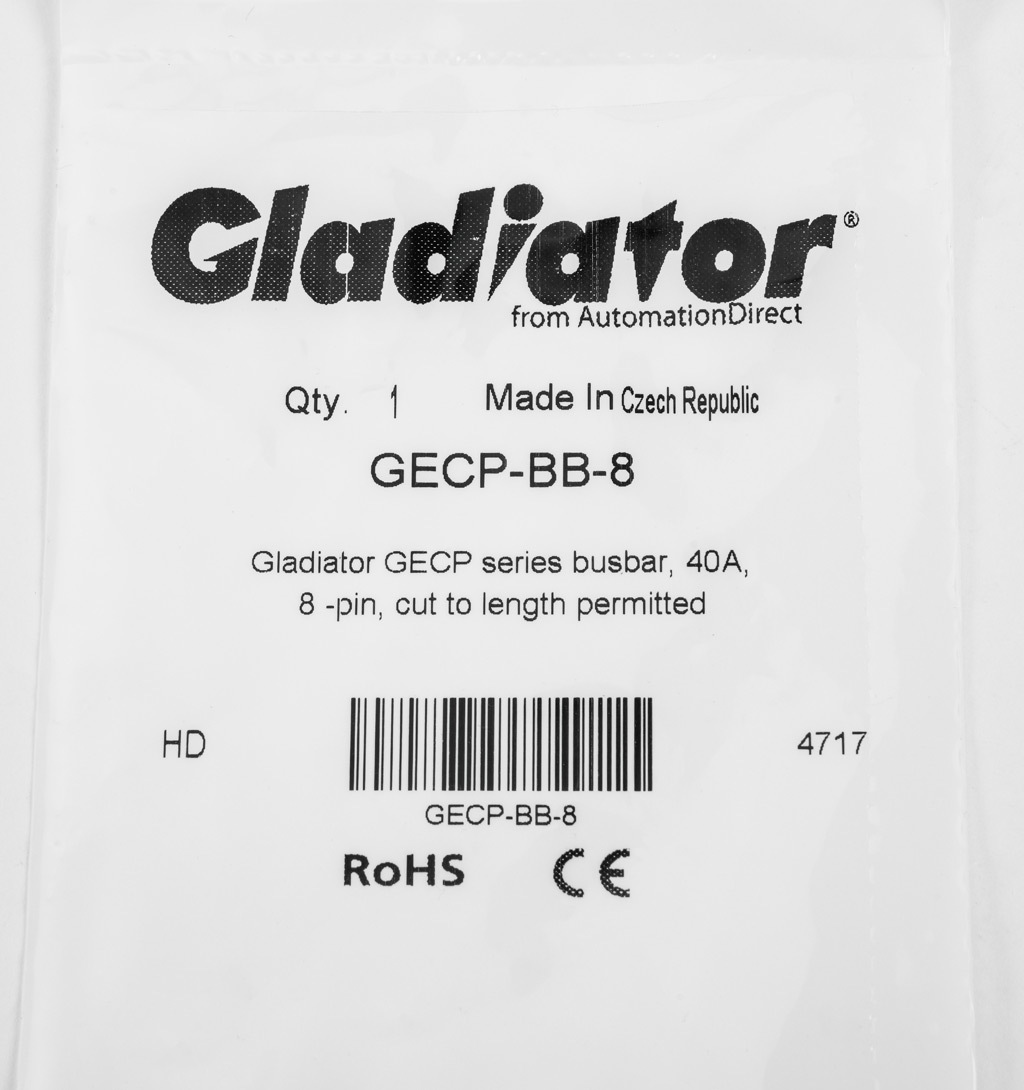 Gladiator®
from AutomationDirect
Qty. 1 Made In Czech Republic
GECP-BB-8
Gladiator GECP series busbar, 40A,
8 -pin, cut to length permitted
HD 4717
GECP-BB-8
RoHS CE